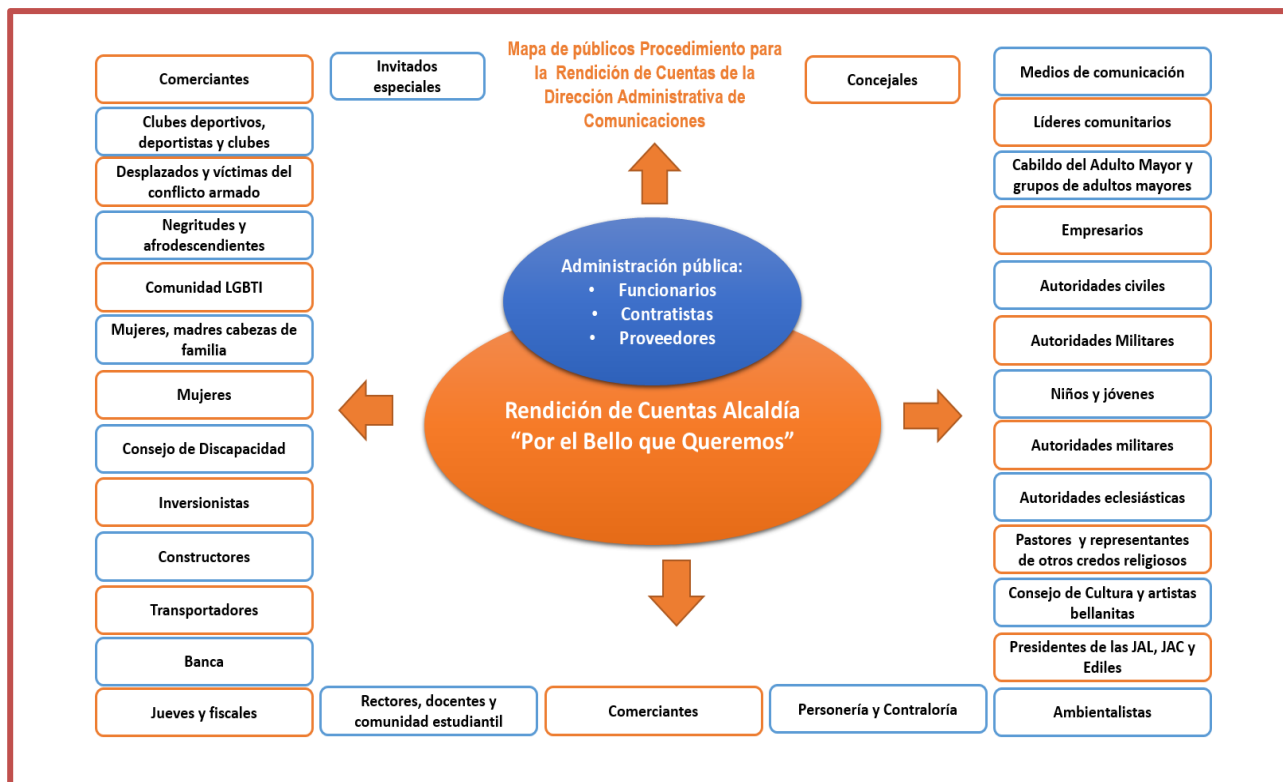 Mapa de públicos Procedimiento para
la Rendición de Cuentas de la
Dirección Administrativa de
Comunicaciones
Comerciantes
Clubes deportivos,
deportistas y clubes
Desplazados y víctimas del
conflicto armado
Negritudes y
afrodescendientes
Comunidad LGBTI
Mujeres, madres cabezas de
familia
Mujeres
Consejo de Discapacidad
Inversionistas
Constructores
Transportadores
Banca
Jueves y fiscales
Invitados
especiales
Concejales
Administración pública:
• Funcionarios
• Contratistas
• Proveedores
Rendición de Cuentas Alcaldía
“Por el Bello que Queremos”
Rectores, docentes y
comunidad estudiantil
Comerciantes
Personería y Contraloría
Medios de comunicación
Líderes comunitarios
Cabildo del Adulto Mayor y
grupos de adultos mayores
Empresarios
Autoridades civiles
Autoridades Militares
Niños y jóvenes
Autoridades militares
Autoridades eclesiásticas
Pastores y representantes
de otros credos religiosos
Consejo de Cultura y artistas
bellanitas
Presidentes de las JAL, JAC y
Ediles
Ambientalistas